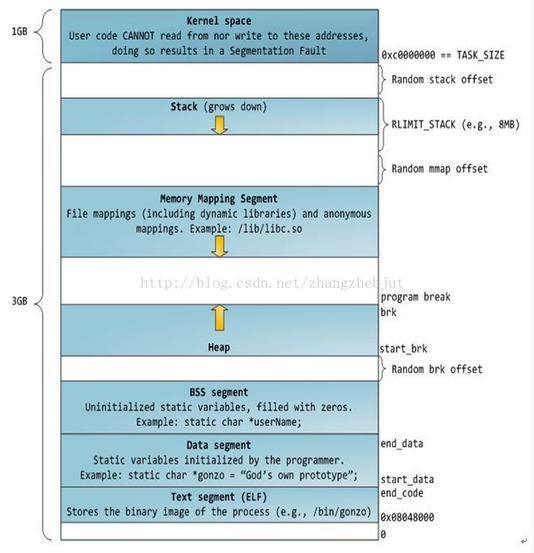 Kernel space
1GB
User code CANNOT read from nor write to these addresses,
doing so results in a Segmentation Fault
0xc0000000 == TASK_SIZE
Random stack offset
Stack (grows down)
RLIMIT_STACK (e.g., 8MB)
Random mmap offset
Memory Mapping Segment
File mappings (including dynamic libraries) and anonymous
mappings. Example: /lib/libc.so
http://blog.csdn.net/zhangzhebjut
3GB
program break
brk
Heap
start_brk
Random brk offset
BSS segment
Uninitialized static variables, filled with zeros.
Example: static char *userName;
Data segment
end_data
Static variables initialized by the programmer.
Example: static char *gonzo = “God’s own prototype”;
start_data
end_code
Text segment (ELF)
Stores the binary image of the process (e.g., /bin/gonzo)
0x08048000
0